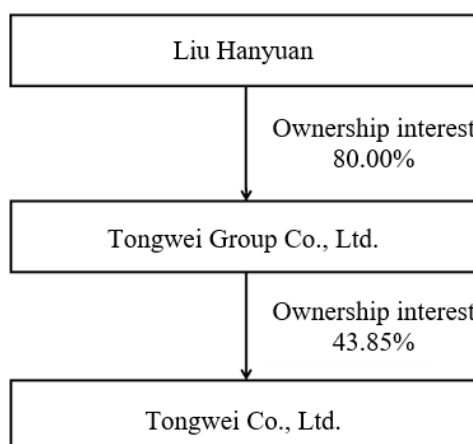 Liu Hanyuan
Ownership interest
80.00%
Tongwei Group Co., Ltd.
Ownership interest
43.85%
Tongwei Co., Ltd.